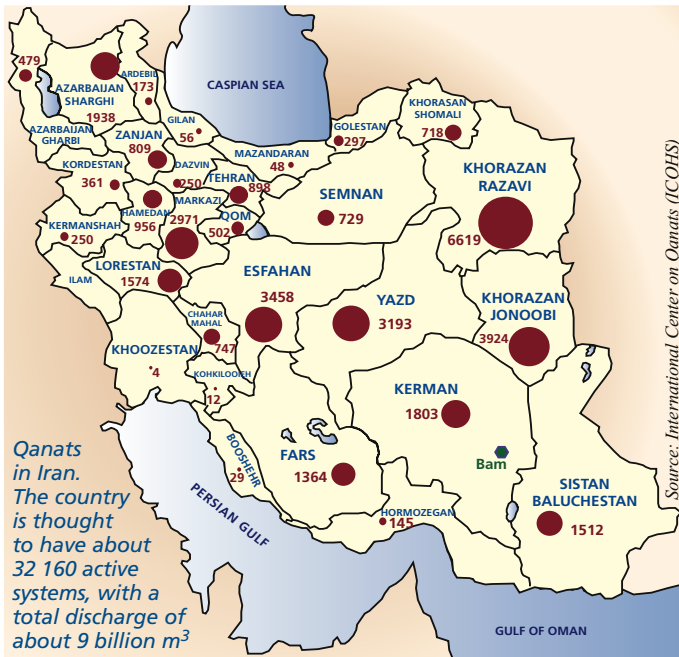 479
CASPIAN SEA
AZARBAIJAN
SHARGHI
1938
ARDEBIL
173
KHORASAN
SHOMALI
718
AZARBAIJAN
GHARBI
ZANJAN
809
GILAN
56
GOLESTAN
297
MAZANDARAN
48
KORDESTAN
361
DAZVIN
250
TEHRAN
898
KHORAZAN
RAZAVI
6619
SEMNAN
729
HAMEDAN
956
MARKAZI
2971
QOM
502
KERMANSHAH
250
LORESTAN
1574
ILAM
ESFAHAN
3458
YAZD
3193
KHORAZAN
JONOOBI
3924
CHAHAR
MAHAL
747
KHOOZESTAN
4
KOHKILOOIEH
12
KERMAN
1803
Bam
BOOSHEHR
29
FARS
1364
SISTAN
BALUCHESTAN
1512
HORMOZEGAN
145
PERSIAN GULF
GULF OF OMAN
Qanats
in Iran.
The country
is thought
to have about
32 160 active
systems, with a
total discharge of
about 9 billion m³
Source: International Center on Qanats (ICOHS)